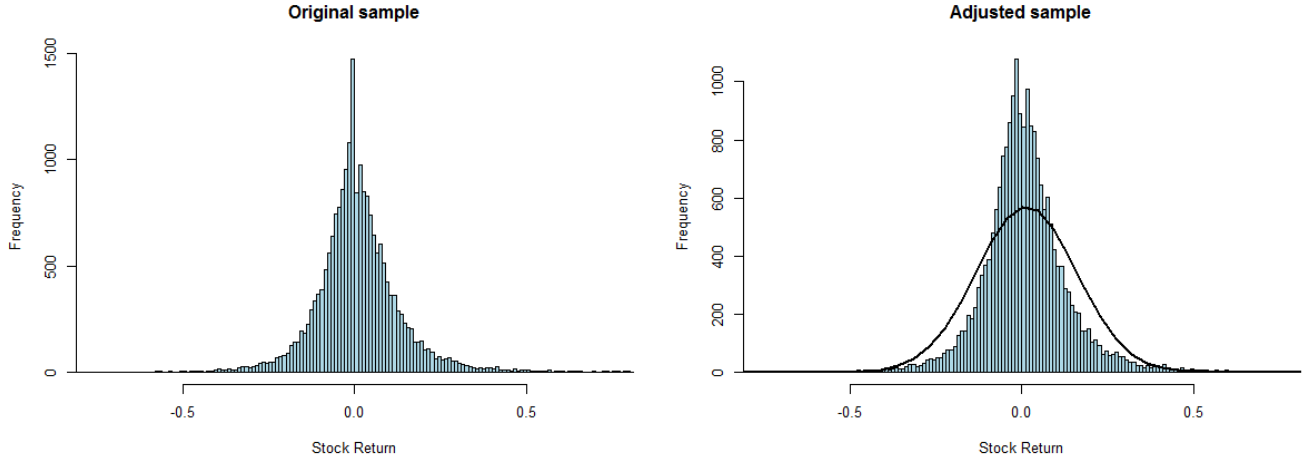 Original sample
1500
1000
500
0
Frequency
-0.5 0.0 0.5
Stock Return
Adjusted sample
1000
800
600
400
200
0
Frequency
-0.5 0.0 0.5
Stock Return